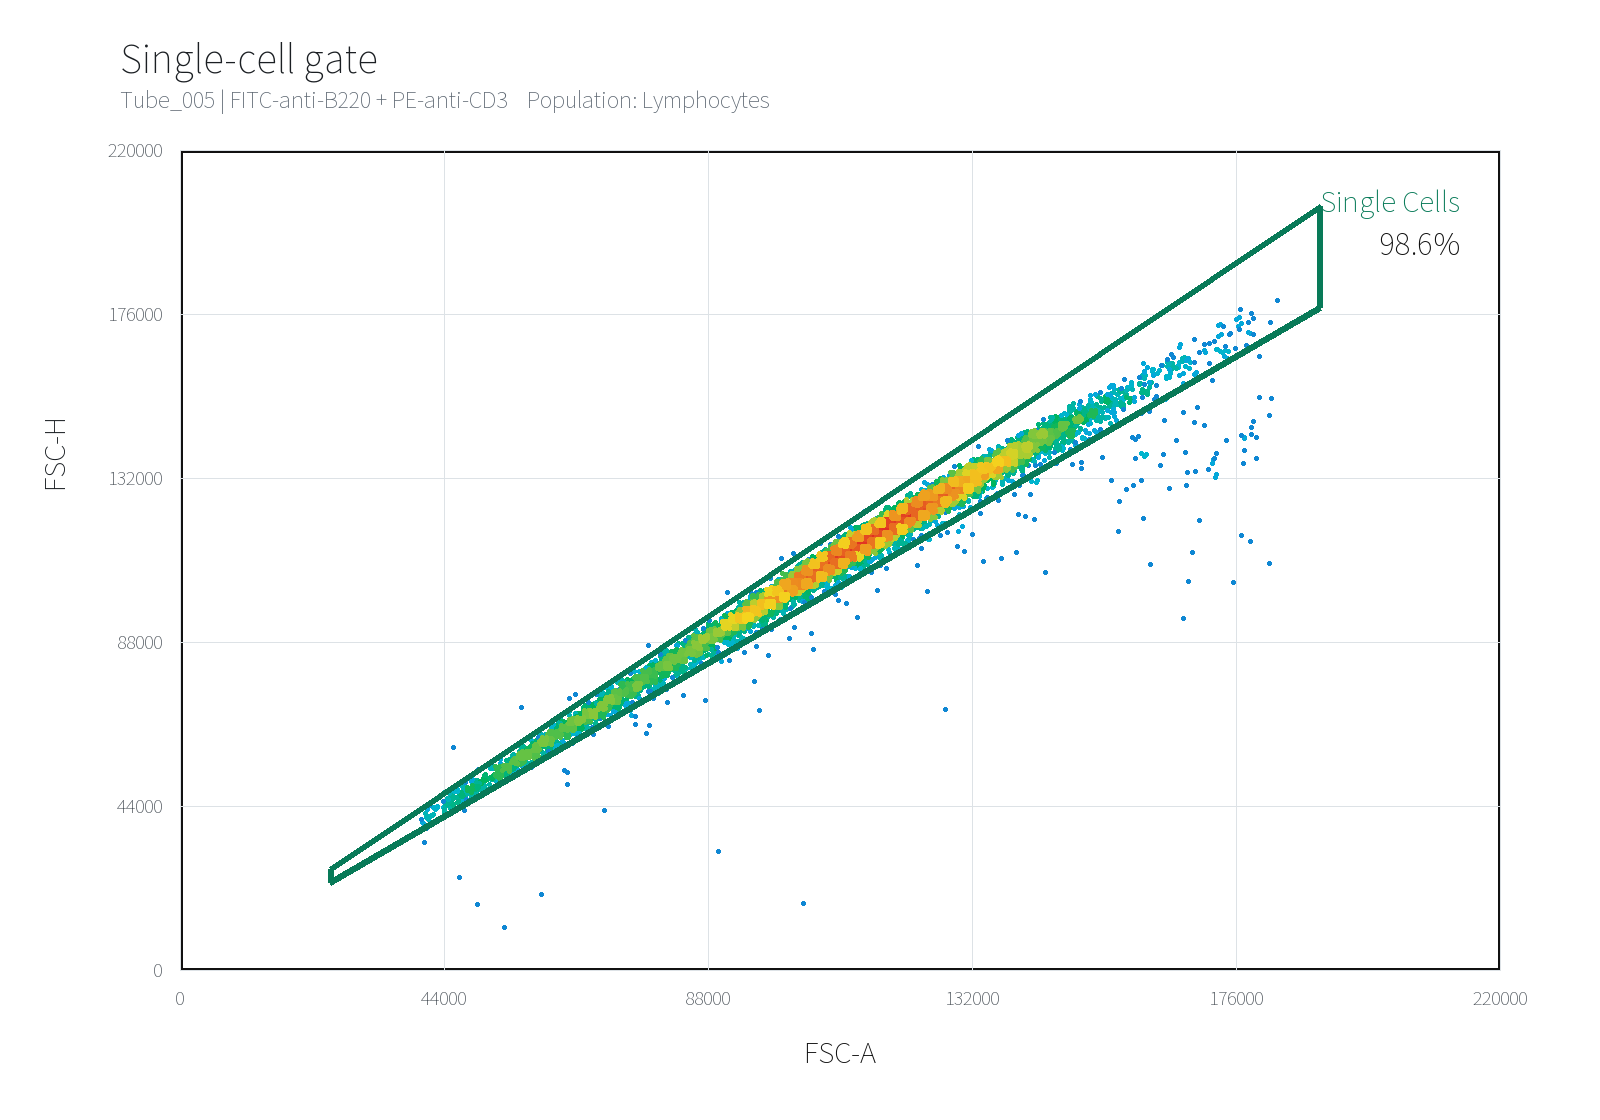 Single-cell gate
Tube_005 | FITC-anti-B220 + PE-anti-CD3    Population: Lymphocytes
220000
176000
132000
88000
44000
0
FSC-H
Single Cells
98.6%
0
44000
88000
132000
176000
220000
FSC-A